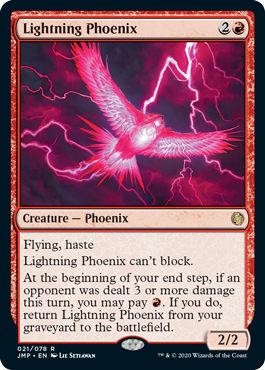 Lightning Phoenix 2
Creature — Phoenix
Flying, haste
Lightning Phoenix can't block.
At the beginning of your end step, if an
opponent was dealt 3 or more damage
this turn, you may pay. If you do,
return Lightning Phoenix from your
graveyard to the battlefield.
2/2
021/078 R
JMP • EN Lie Setiawan
™ & © 2020 Wizards of the Coast